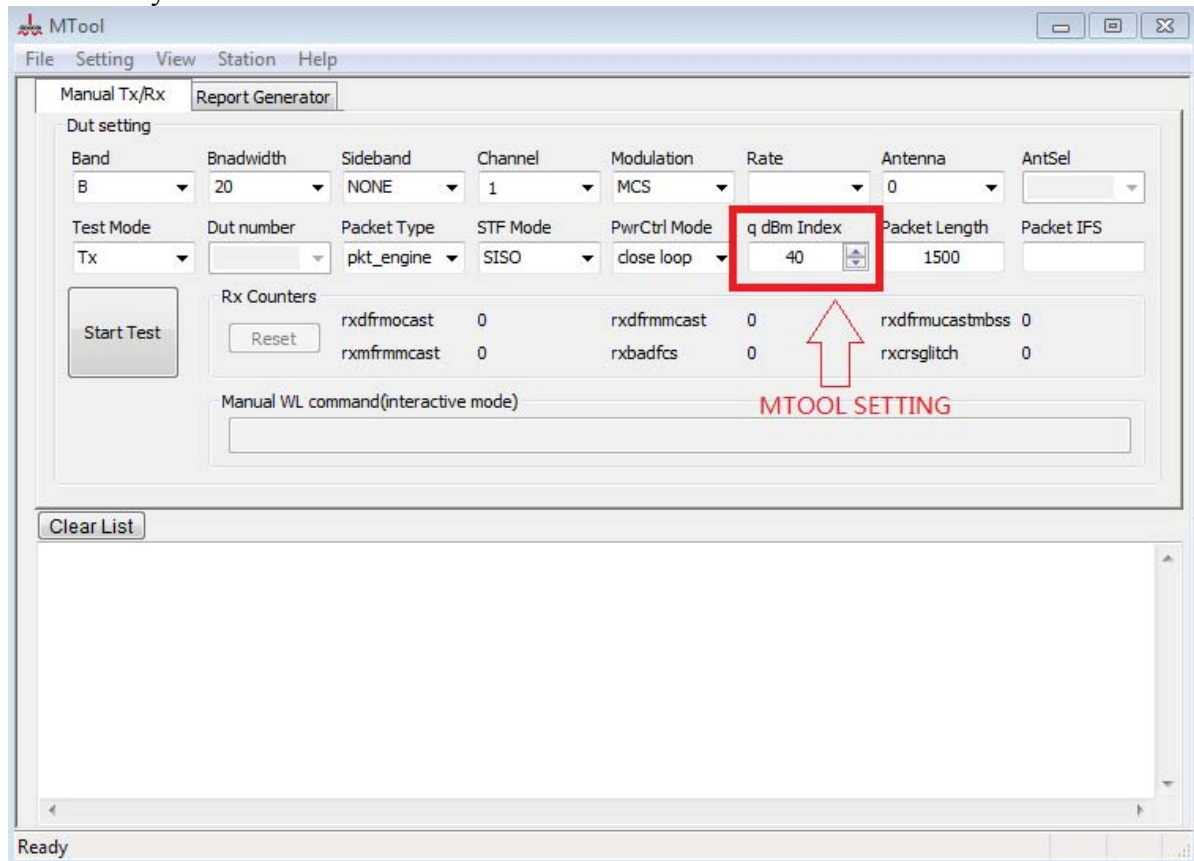 MTool
File Setting View Station Help
Manual Tx/Rx Report Generator
Dut setting
Band Bnadwidth Sideband Channel Modulation Rate Antenna AntSel
B 20 NONE 1 MCS 0
Test Mode Dut number Packet Type STF Mode PwrCtrl Mode q dBm Index Packet Length Packet IFS
Tx pkt_engine SISO close loop 40 1500
Rx Counters
Start Test Reset rxdfrmocast 0 rxdfrmmcast 0 rxdfrmucastmbss 0
rxmfrmmcast 0 rxbadfcs 0 rxcrsglitch 0
MTOOL SETTING
Manual WL command(interactive mode)
Clear List
Ready